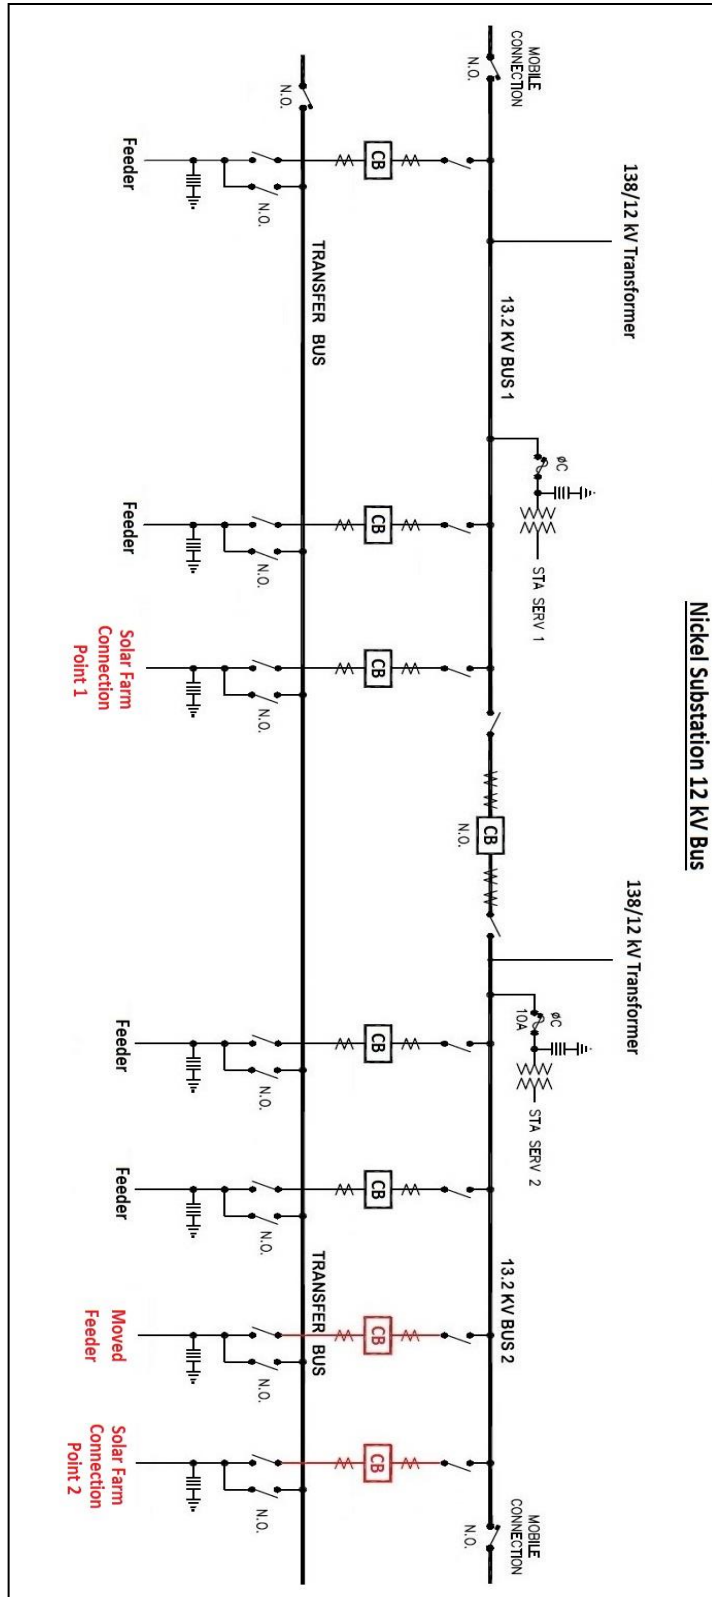 Nickel Substation 12 kV Bus
138/12 kV Transformer
138/12 kV Transformer
øC
STA SERV 1
øC
10A
STA SERV 2
MOBILE
CONNECTION
N.O.
13.2 KV BUS 1
CB
N.O.
13.2 KV BUS 2
MOBILE
CONNECTION
N.O.
CB
CB
CB
CB
CB
CB
CB
N.O.
TRANSFER BUS
TRANSFER BUS
N.O.
N.O.
N.O.
N.O.
N.O.
N.O.
N.O.
Feeder
Feeder
Solar Farm
Connection
Point 1
Feeder
Feeder
Moved
Feeder
Solar Farm
Connection
Point 2